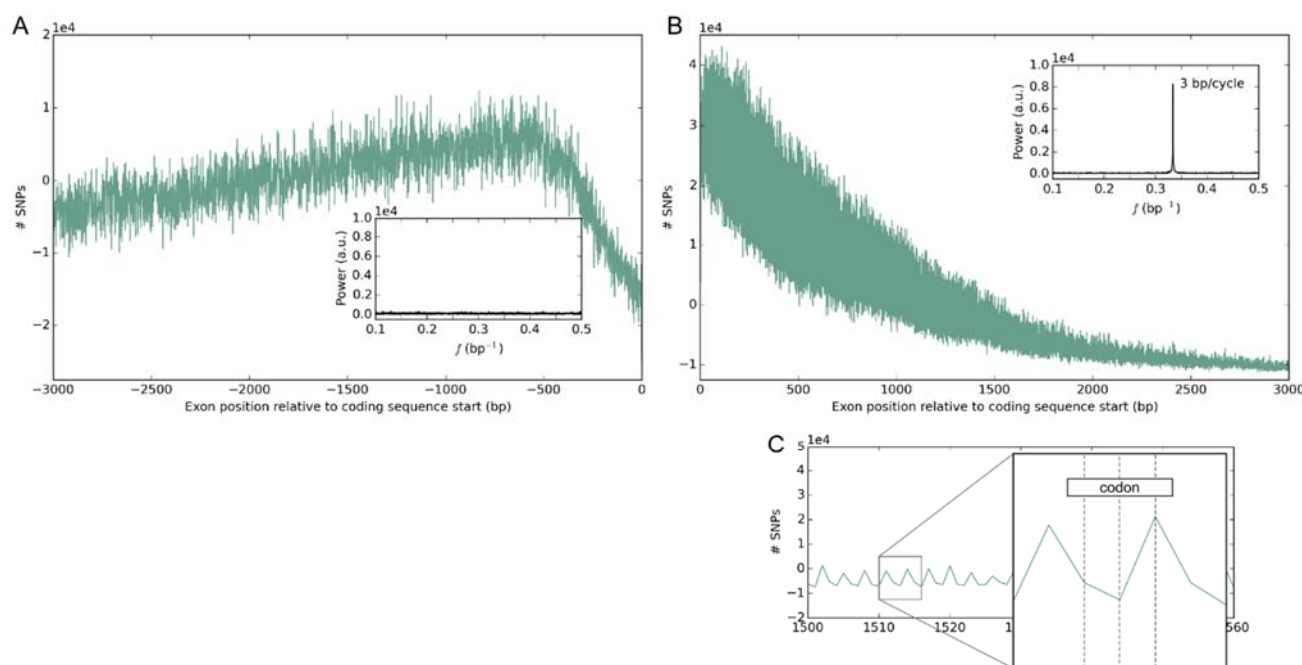 A
1e4
2
1
0
−1
−2
# SNPs
−3000 −2500 −2000 −1500 −1000 −500 0
Exon position relative to coding sequence start (bp)
1e4
1.0
0.8
0.6
0.4
0.2
0.0
Power (a.u.)
0.1 0.2 0.3 0.4 0.5
f (bp⁻¹)
B
1e4
4
3
2
1
0
−1
# SNPs
0 500 1000 1500 2000 2500 3000
Exon position relative to coding sequence start (bp)
1e4
1.0
0.8
0.6
0.4
0.2
0.0
Power (a.u.)
3 bp/cycle
0.1 0.2 0.3 0.4 0.5
f (bp⁻¹)
C
1e4
5
4
3
2
1
0
−1
−2
# SNPs
codon
1500 1510 1520 1 560